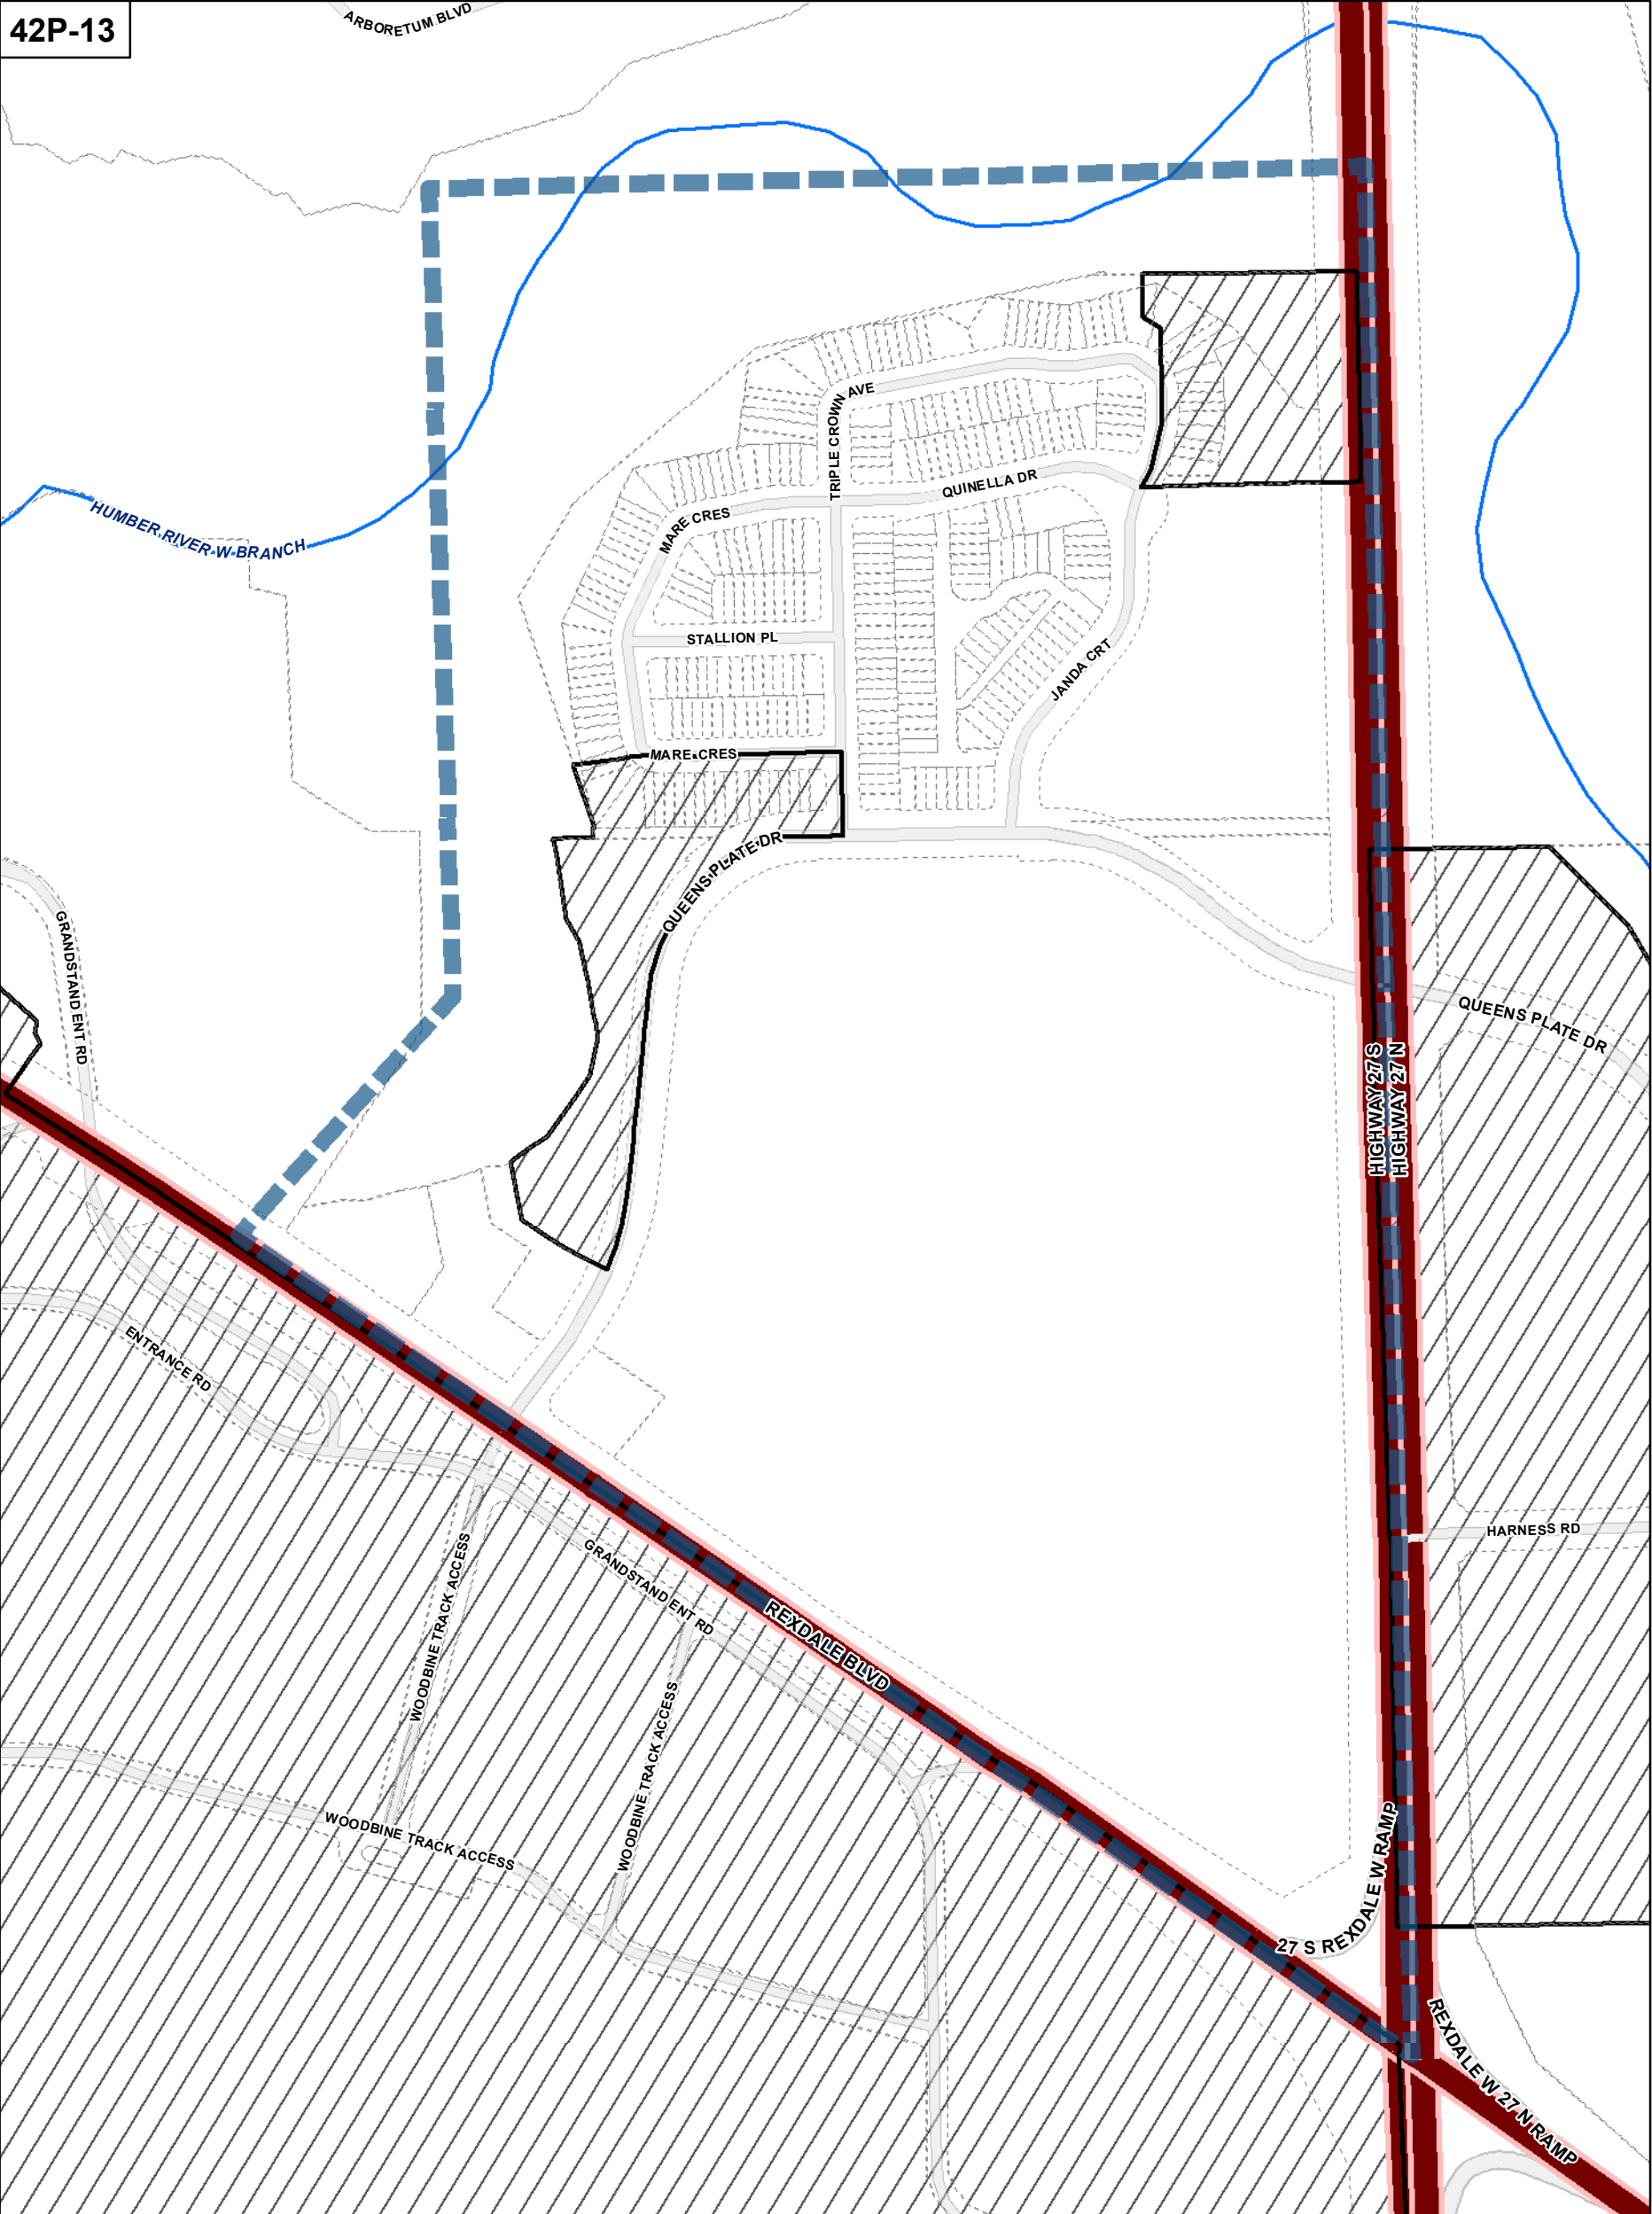 42P-13
ARBORETUM BLVD
TRIPLE CROWN AVE
QUINELLA DR
MARE CRES
HUMBER RIVER W BRANCH
STALLION PL
JANDA CRT
MARE CRES
QUEENS PLATE DR
GRANDSTAND ENT RD
QUEENS PLATE DR
HIGHWAY 27 S
HIGHWAY 27 N
ENTRANCE RD
HARNESS RD
WOODBINE TRACK ACCESS
GRANDSTAND ENT RD
REXDALE BLVD
WOODBINE TRACK ACCESS
WOODBINE TRACK ACCESS
27 S REXDALE W RAMP
REXDALE W 27 N RAMP